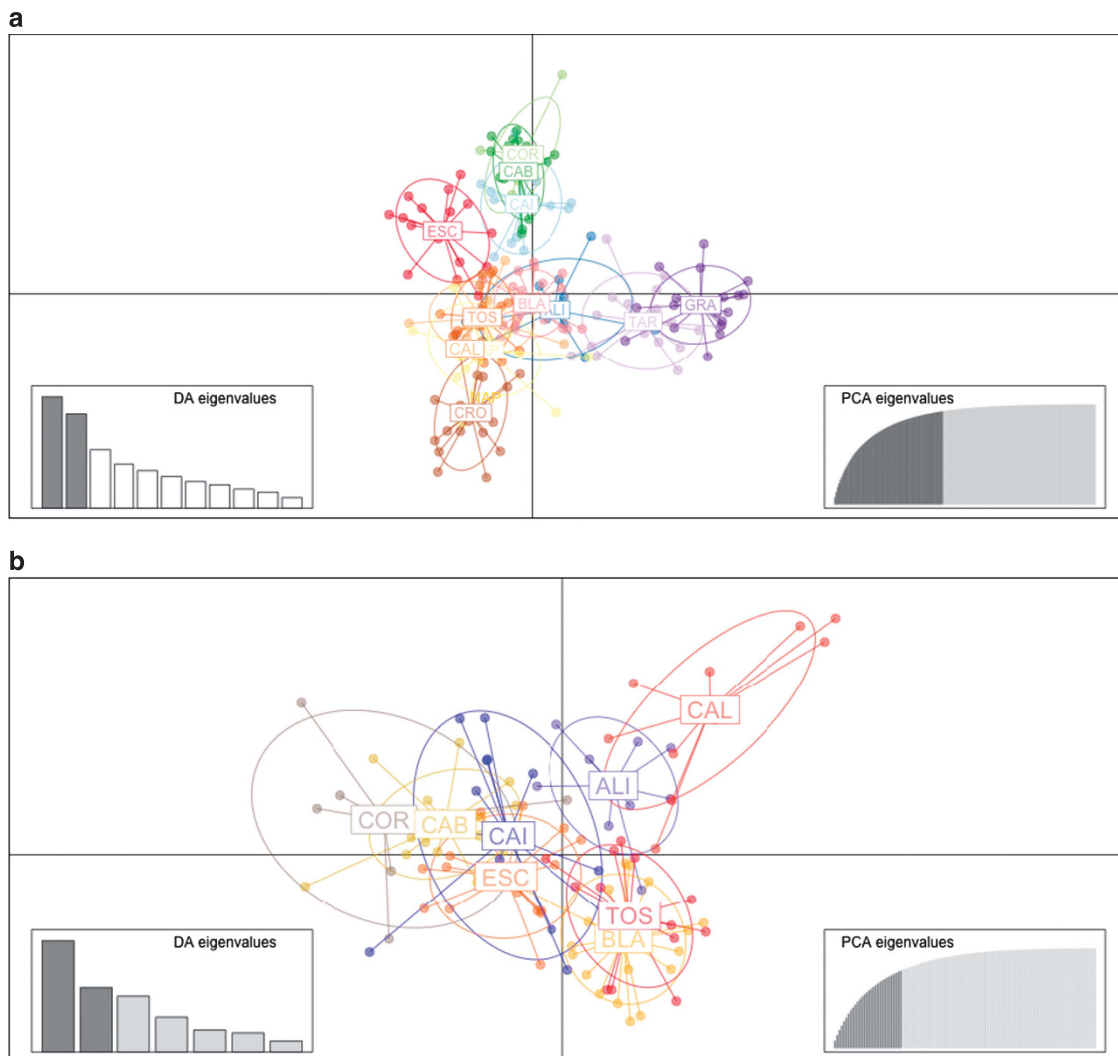 a
COR
CAB
CAI
ESC
BLA
ALI
TOS
TAR
GRA
CAL
NAP
CRO
DA eigenvalues
PCA eigenvalues
b
CAL
ALI
COR
CAB
CAI
ESC
TOS
BLA
DA eigenvalues
PCA eigenvalues